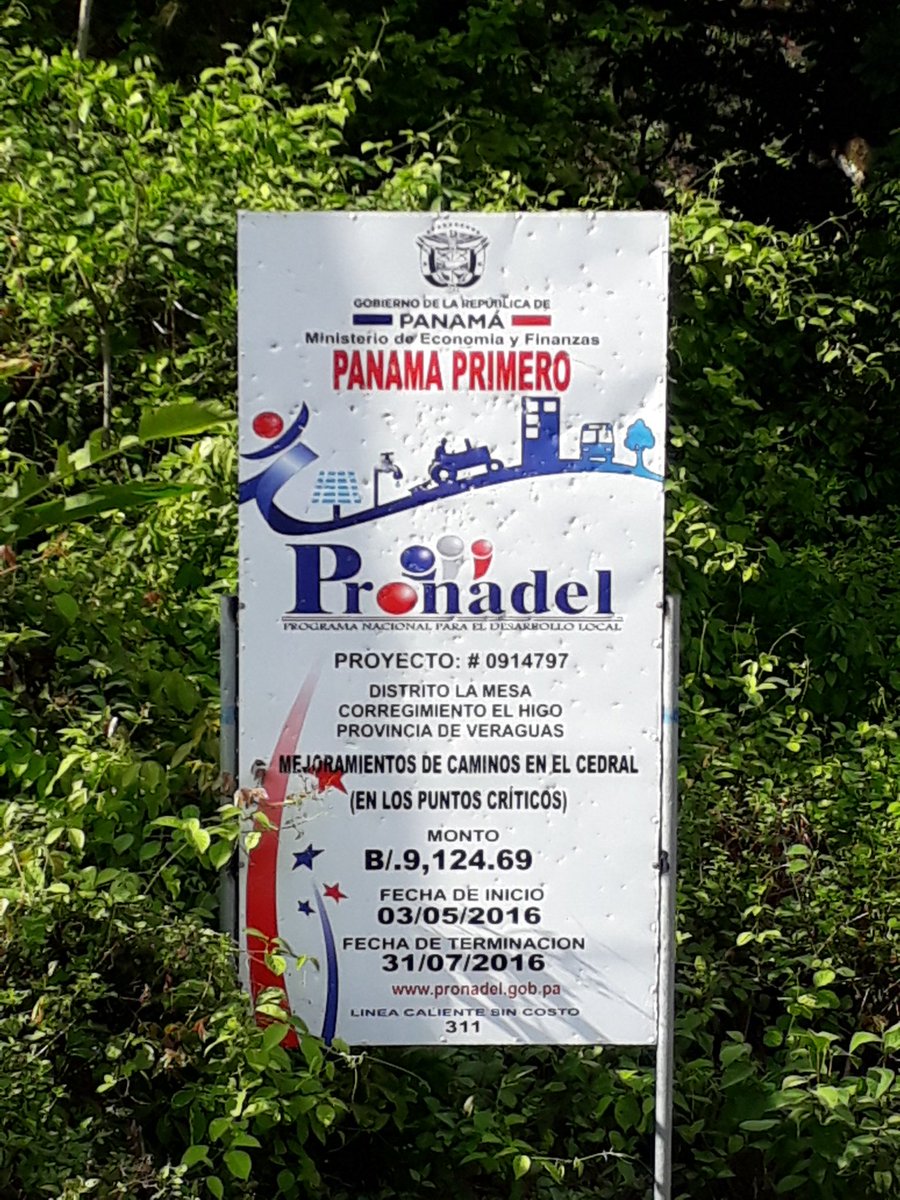 GOBIERNO DE LA REPÚBLICA DE
PANAMÁ
Ministerio de Economía y Finanzas
PANAMA PRIMERO
Pronadel
PROGRAMA NACIONAL PARA EL DESARROLLO LOCAL
PROYECTO: # 0914797
DISTRITO LA MESA
CORREGIMIENTO EL HIGO
PROVINCIA DE VERAGUAS
MEJORAMIENTOS DE CAMINOS EN EL CEDRAL
(EN LOS PUNTOS CRÍTICOS)
MONTO
B/.9,124.69
FECHA DE INICIO
03/05/2016
FECHA DE TERMINACION
31/07/2016
www.pronadel.gob.pa
LINEA CALIENTE SIN COSTO
311